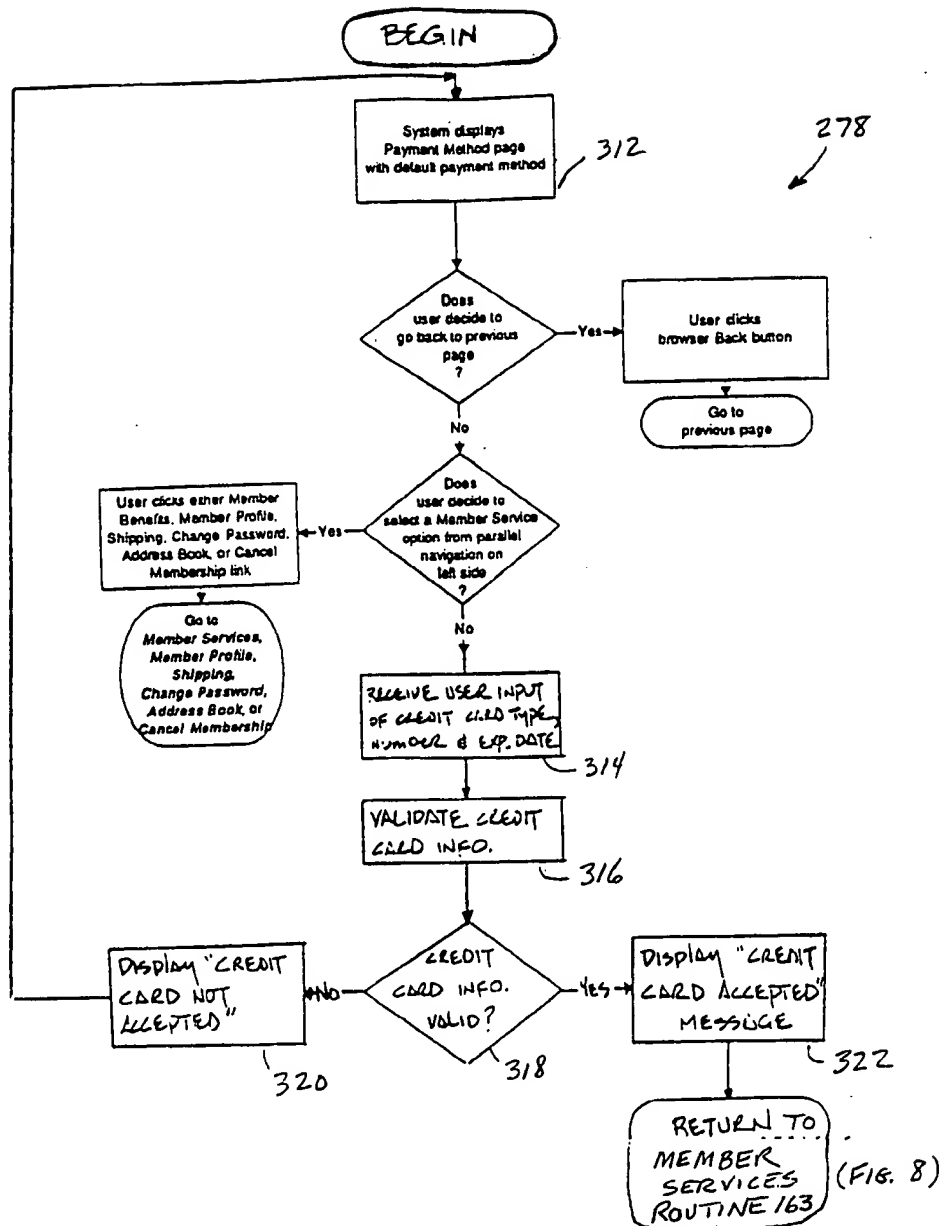 BEGIN
System displays
Payment Method page
with default payment method
312
278
Does
user decide to
go back to previous
page
?
Yes
User clicks
browser Back button
Go to
previous page
No
Does
user decide to
select a Member Service
option from parallel
navigation on
left side
?
Yes
User clicks either Member
Benefits, Member Profile,
Shipping, Change Password,
Address Book, or Cancel
Membership link
Go to
Member Services,
Member Profile,
Shipping,
Change Password,
Address Book, or
Cancel Membership
No
RECEIVE USER INPUT
OF CREDIT CARD TYPE,
NUMBER & EXP. DATE
314
VALIDATE CREDIT
CARD INFO.
316
CREDIT
CARD INFO.
VALID?
318
NO
DISPLAY "CREDIT
CARD NOT
ACCEPTED"
320
YES
DISPLAY "CREDIT
CARD ACCEPTED"
MESSAGE
322
RETURN TO
MEMBER
SERVICES
ROUTINE 163
(FIG. 8)